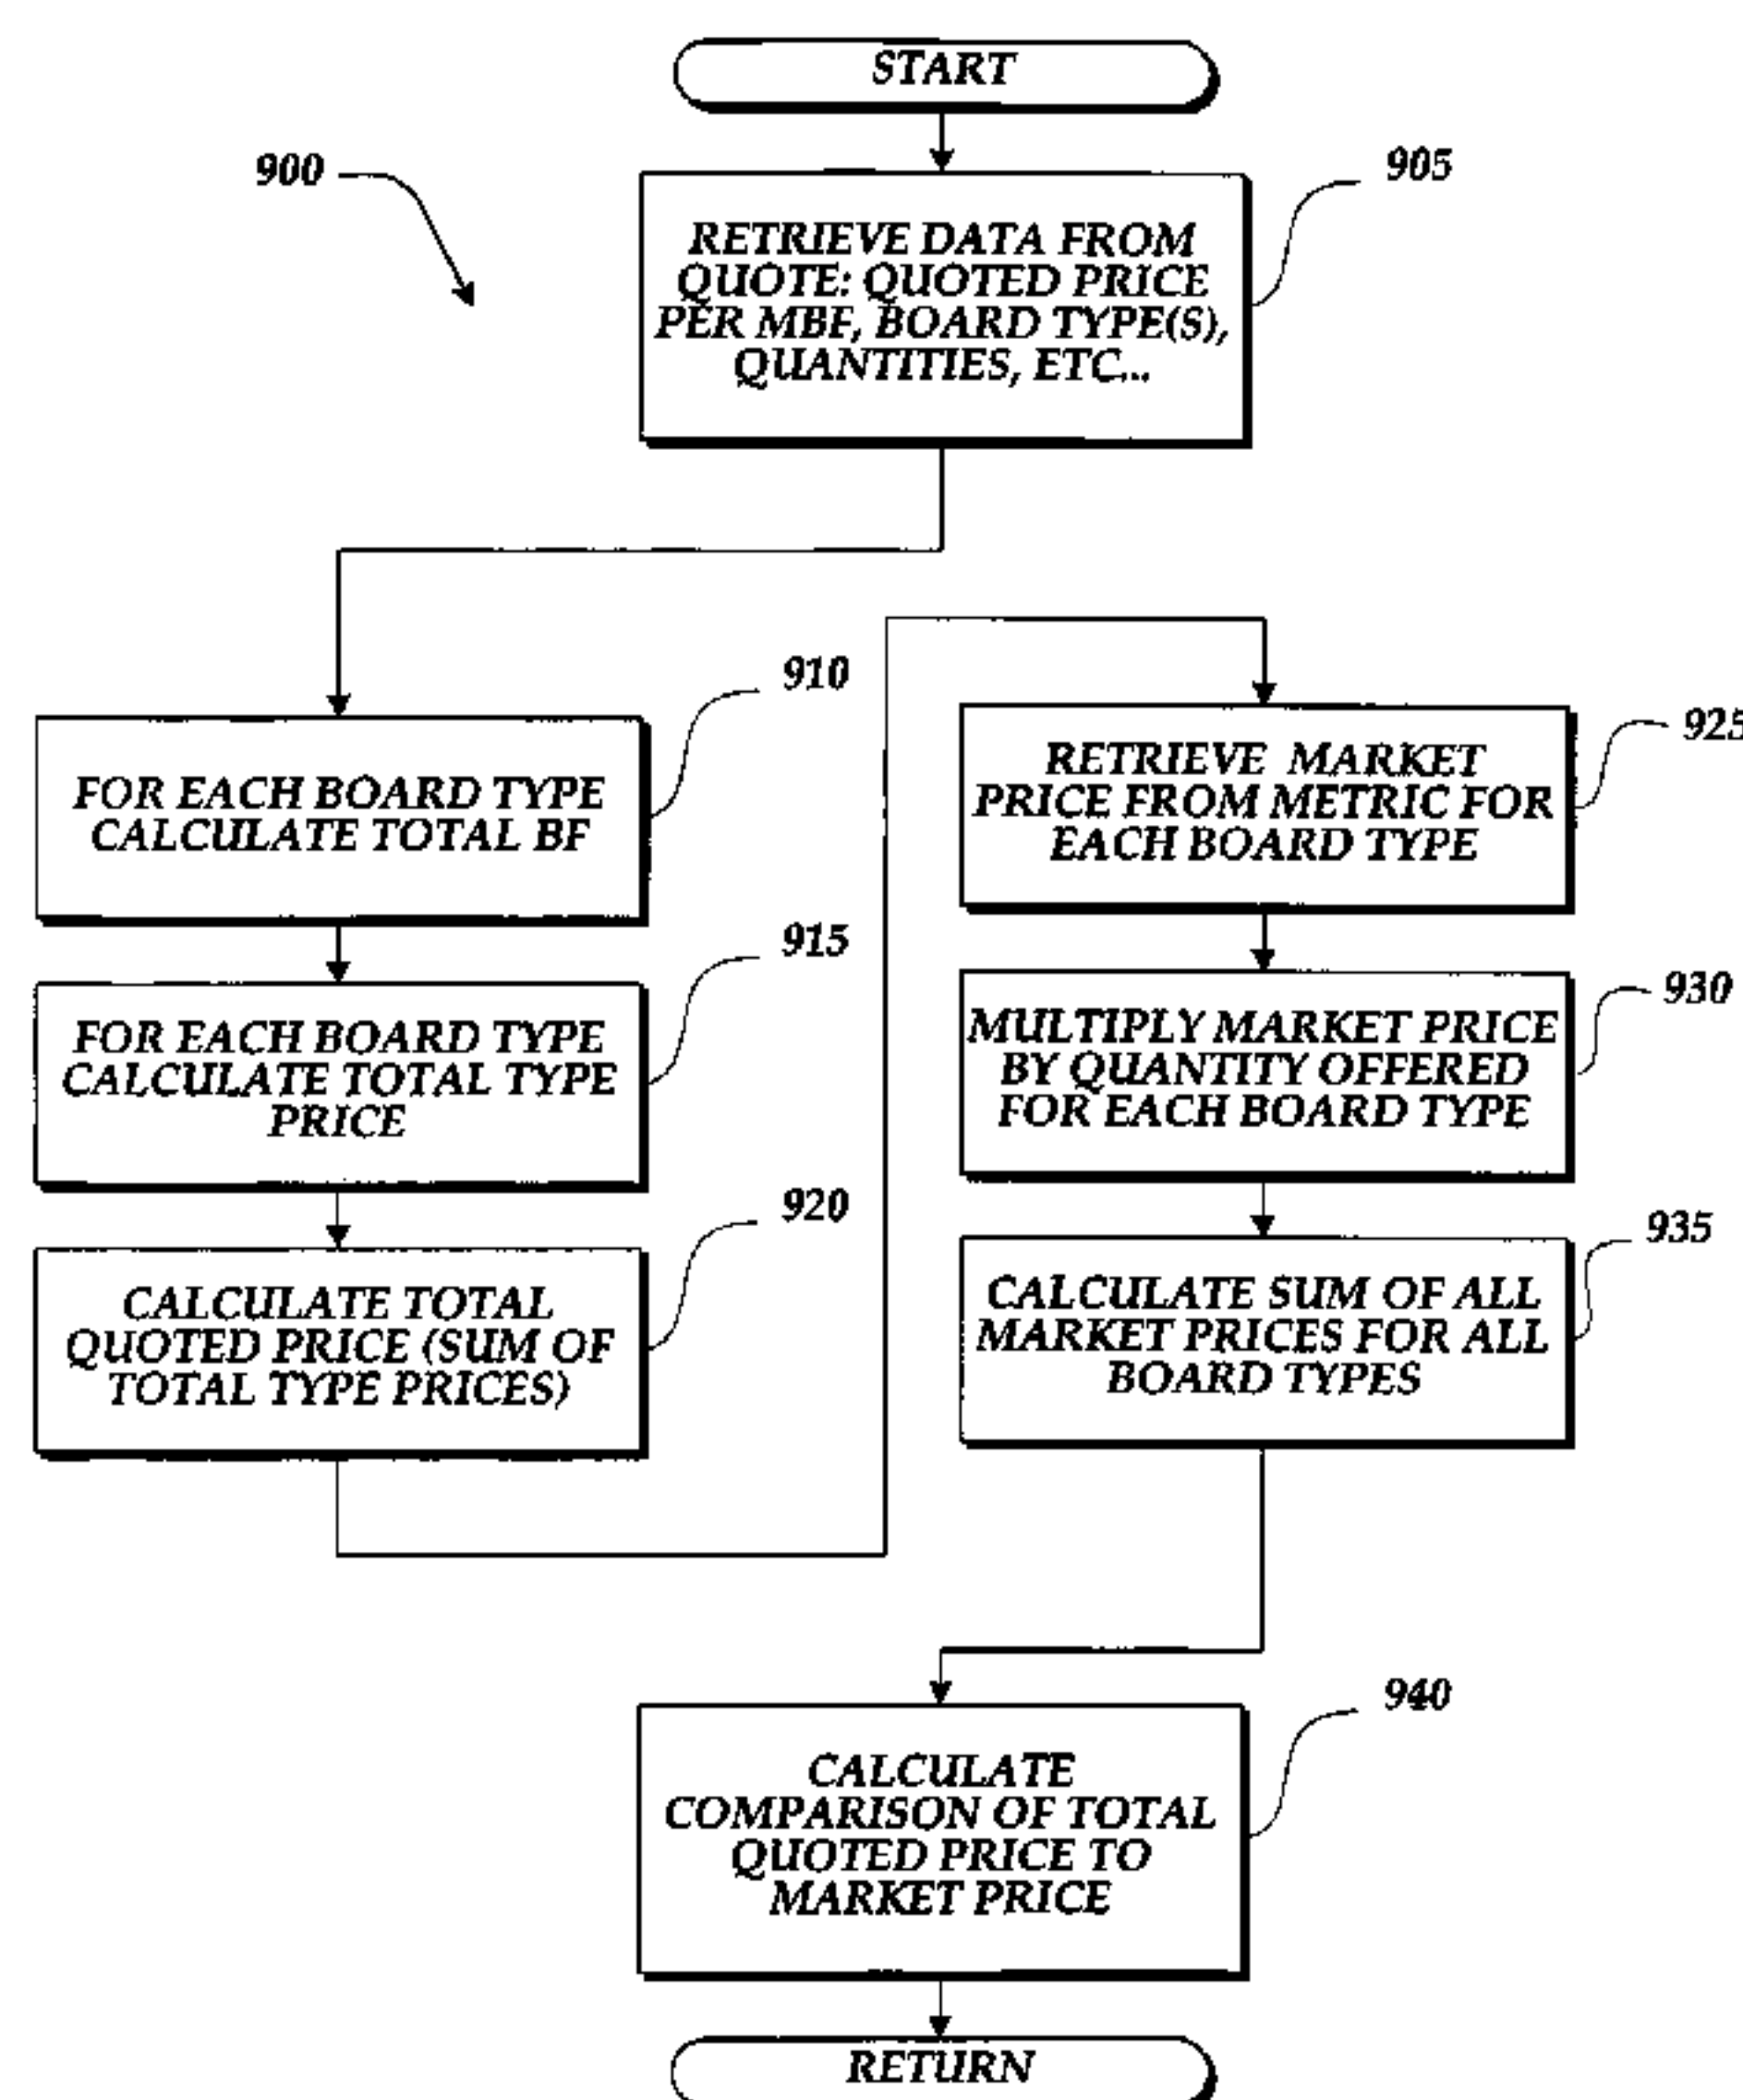 START
900
905
RETRIEVE DATA FROM
QUOTE: QUOTED PRICE
PER MBF, BOARD TYPE(S),
QUANTITIES, ETC...
910
FOR EACH BOARD TYPE
CALCULATE TOTAL BF
915
FOR EACH BOARD TYPE
CALCULATE TOTAL TYPE
PRICE
920
CALCULATE TOTAL
QUOTED PRICE (SUM OF
TOTAL TYPE PRICES)
925
RETRIEVE MARKET
PRICE FROM METRIC FOR
EACH BOARD TYPE
930
MULTIPLY MARKET PRICE
BY QUANTITY OFFERED
FOR EACH BOARD TYPE
935
CALCULATE SUM OF ALL
MARKET PRICES FOR ALL
BOARD TYPES
940
CALCULATE
COMPARISON OF TOTAL
QUOTED PRICE TO
MARKET PRICE
RETURN